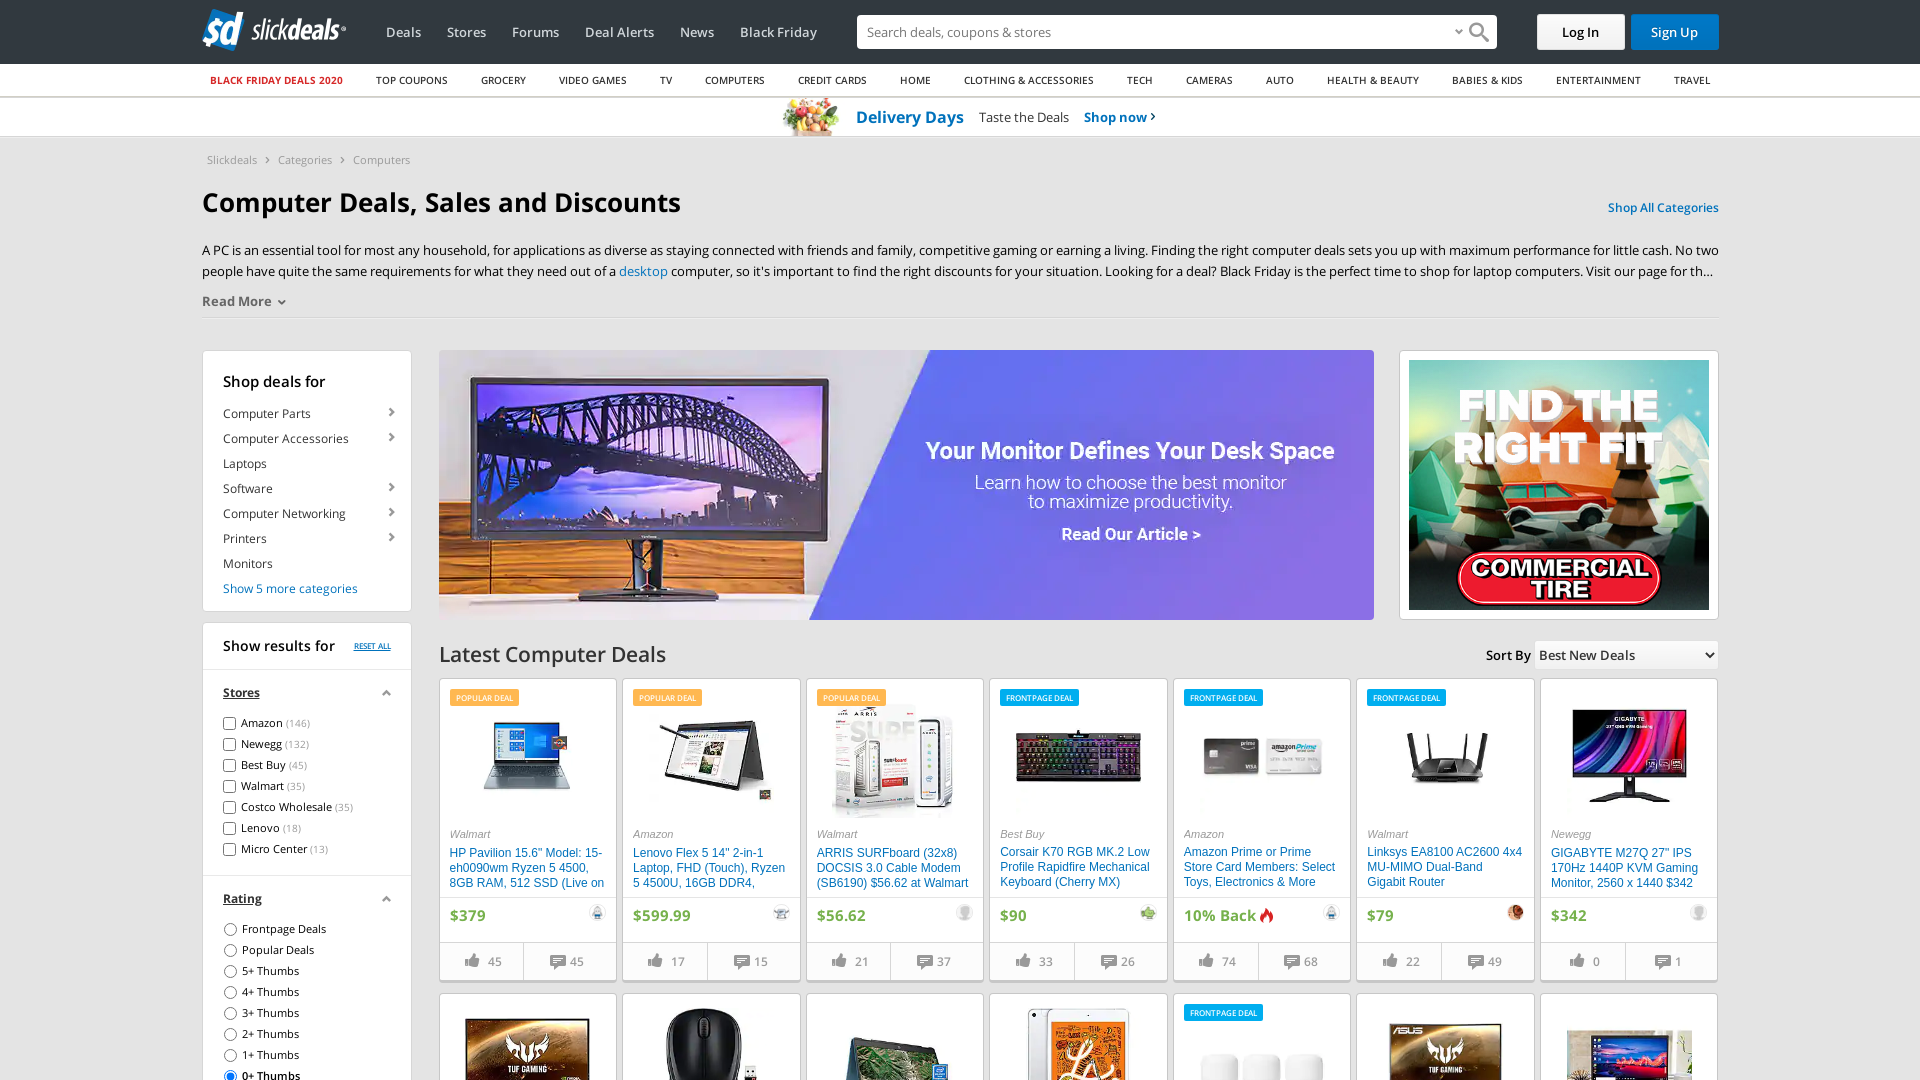 slickdeals
Deals
Stores
Forums
Deal Alerts
News
Black Friday
Search deals, coupons & stores
Log In
Sign Up
BLACK FRIDAY DEALS 2020
TOP COUPONS
GROCERY
VIDEO GAMES
TV
COMPUTERS
CREDIT CARDS
HOME
CLOTHING & ACCESSORIES
TECH
CAMERAS
AUTO
HEALTH & BEAUTY
BABIES & KIDS
ENTERTAINMENT
TRAVEL
Delivery Days Taste the Deals Shop now
Slickdeals > Categories > Computers
Computer Deals, Sales and Discounts
Shop All Categories
A PC is an essential tool for most any household, for applications as diverse as staying connected with friends and family, competitive gaming or earning a living. Finding the right computer deals sets you up with maximum performance for little cash. No two
people have quite the same requirements for what they need out of a desktop computer, so it's important to find the right discounts for your situation. Looking for a deal? Black Friday is the perfect time to shop for laptop computers. Visit our page for th...
Read More
Shop deals for
Computer Parts
Computer Accessories
Laptops
Software
Computer Networking
Printers
Monitors
Show 5 more categories
Your Monitor Defines Your Desk Space
Learn how to choose the best monitor
to maximize productivity.
Read Our Article >
FIND THE
RIGHT FIT
COMMERCIAL
TIRE
Show results for
RESET ALL
Stores
Amazon (146)
Newegg (132)
Best Buy (45)
Walmart (35)
Costco Wholesale (35)
Lenovo (18)
Micro Center (13)
Rating
Frontpage Deals
Popular Deals
5+ Thumbs
4+ Thumbs
3+ Thumbs
2+ Thumbs
1+ Thumbs
0+ Thumbs
Latest Computer Deals
Sort By Best New Deals
POPULAR DEAL
Walmart
HP Pavilion 15.6" Model: 15-
eh0090wm Ryzen 5 4500,
8GB RAM, 512 SSD (Live on
$379
45
45
POPULAR DEAL
Amazon
Lenovo Flex 5 14" 2-in-1
Laptop, FHD (Touch), Ryzen
5 4500U, 16GB DDR4,
$599.99
17
15
POPULAR DEAL
ARRIS
SURF
Walmart
ARRIS SURFboard (32x8)
DOCSIS 3.0 Cable Modem
(SB6190) $56.62 at Walmart
$56.62
21
37
FRONTPAGE DEAL
Best Buy
Corsair K70 RGB MK.2 Low
Profile Rapidfire Mechanical
Keyboard (Cherry MX)
$90
33
26
FRONTPAGE DEAL
prime
VISA
amazonPrime
Amazon
Amazon Prime or Prime
Store Card Members: Select
Toys, Electronics & More
10% Back
74
68
FRONTPAGE DEAL
Walmart
Linksys EA8100 AC2600 4x4
MU-MIMO Dual-Band
Gigabit Router
$79
22
49
GIGABYTE
Newegg
GIGABYTE M27Q 27" IPS
170Hz 1440P KVM Gaming
Monitor, 2560 x 1440 $342
$342
0
1
TUF GAMING
FRONTPAGE DEAL
ASUS
TUF GAMING